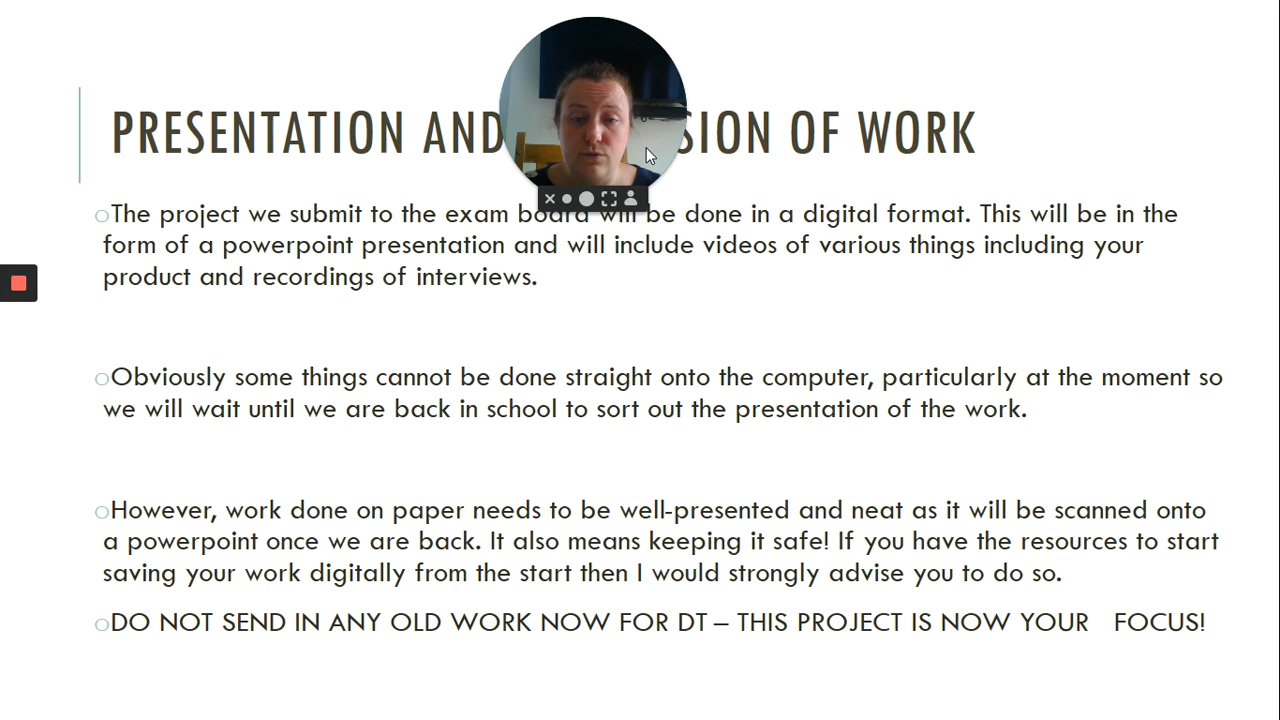 PRESENTATION AND SION OF WORK
The project we submit to the exam board will be done in a digital format. This will be in the
form of a powerpoint presentation and will include videos of various things including your
product and recordings of interviews.
Obviously some things cannot be done straight onto the computer, particularly at the moment so
we will wait until we are back in school to sort out the presentation of the work.
However, work done on paper needs to be well-presented and neat as it will be scanned onto
a powerpoint once we are back. It also means keeping it safe! If you have the resources to start
saving your work digitally from the start then I would strongly advise you to do so.
DO NOT SEND IN ANY OLD WORK NOW FOR DT – THIS PROJECT IS NOW YOUR FOCUS!